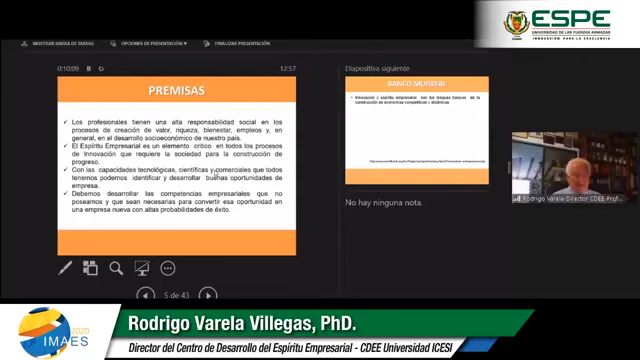 ESPE
UNIVERSIDAD DE LAS FUERZAS ARMADAS
INNOVACIÓN PARA LA EXCELENCIA
MOSTRAR BARRA DE TAREAS
OPCIONES DE PRESENTACIÓN
FINALIZAR PRESENTACIÓN
0:10:09
12:57
PREMISAS
✓ Los profesionales tienen una alta responsabilidad social en los
procesos de creación de valor, riqueza, bienestar, empleos y, en
general, en el desarrollo socioeconómico de nuestro país.
✓ El Espíritu Empresarial es un elemento crítico en todos los procesos
de Innovación que requiere la sociedad para la construcción de
progreso.
✓ Con las capacidades tecnológicas, científicas y comerciales que todos
tenemos podemos identificar y desarrollar buenas oportunidades de
empresa.
✓ Debemos desarrollar las competencias empresariales que no
poseamos y que sean necesarias para convertir esa oportunidad
en una empresa nueva con altas probabilidades de éxito.
5 de 43
Diapositiva siguiente
BANCO MUNDIAL
Innovación y espíritu empresarial son los bloques básicos de la
construcción de economías competitivas y dinámicas
No hay ninguna nota.
Rodrigo Varela-Director CDEE-Prof...
2020
IMAES
Rodrigo Varela Villegas, PhD.
Director del Centro de Desarrollo del Espíritu Empresarial - CDEE Universidad ICESI